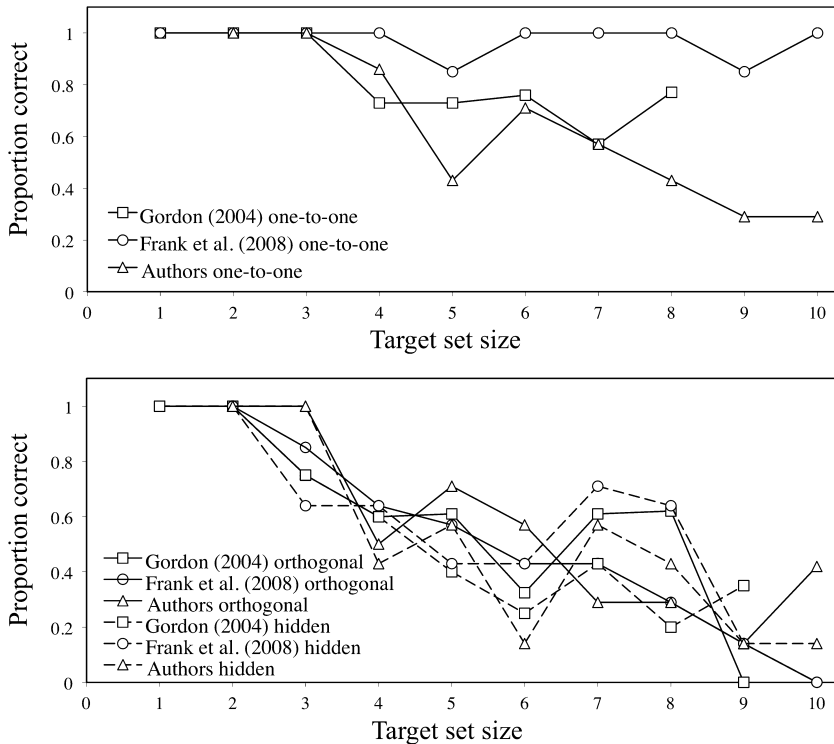 Proportion correct
1
0.8
0.6
0.4
0.2
0
Gordon (2004) one-to-one
Frank et al. (2008) one-to-one
Authors one-to-one
0 1 2 3 4 5 6 7 8 9 10
Target set size
Proportion correct
1
0.8
0.6
0.4
0.2
0
Gordon (2004) orthogonal
Frank et al. (2008) orthogonal
Authors orthogonal
Gordon (2004) hidden
Frank et al. (2008) hidden
Authors hidden
0 1 2 3 4 5 6 7 8 9 10
Target set size